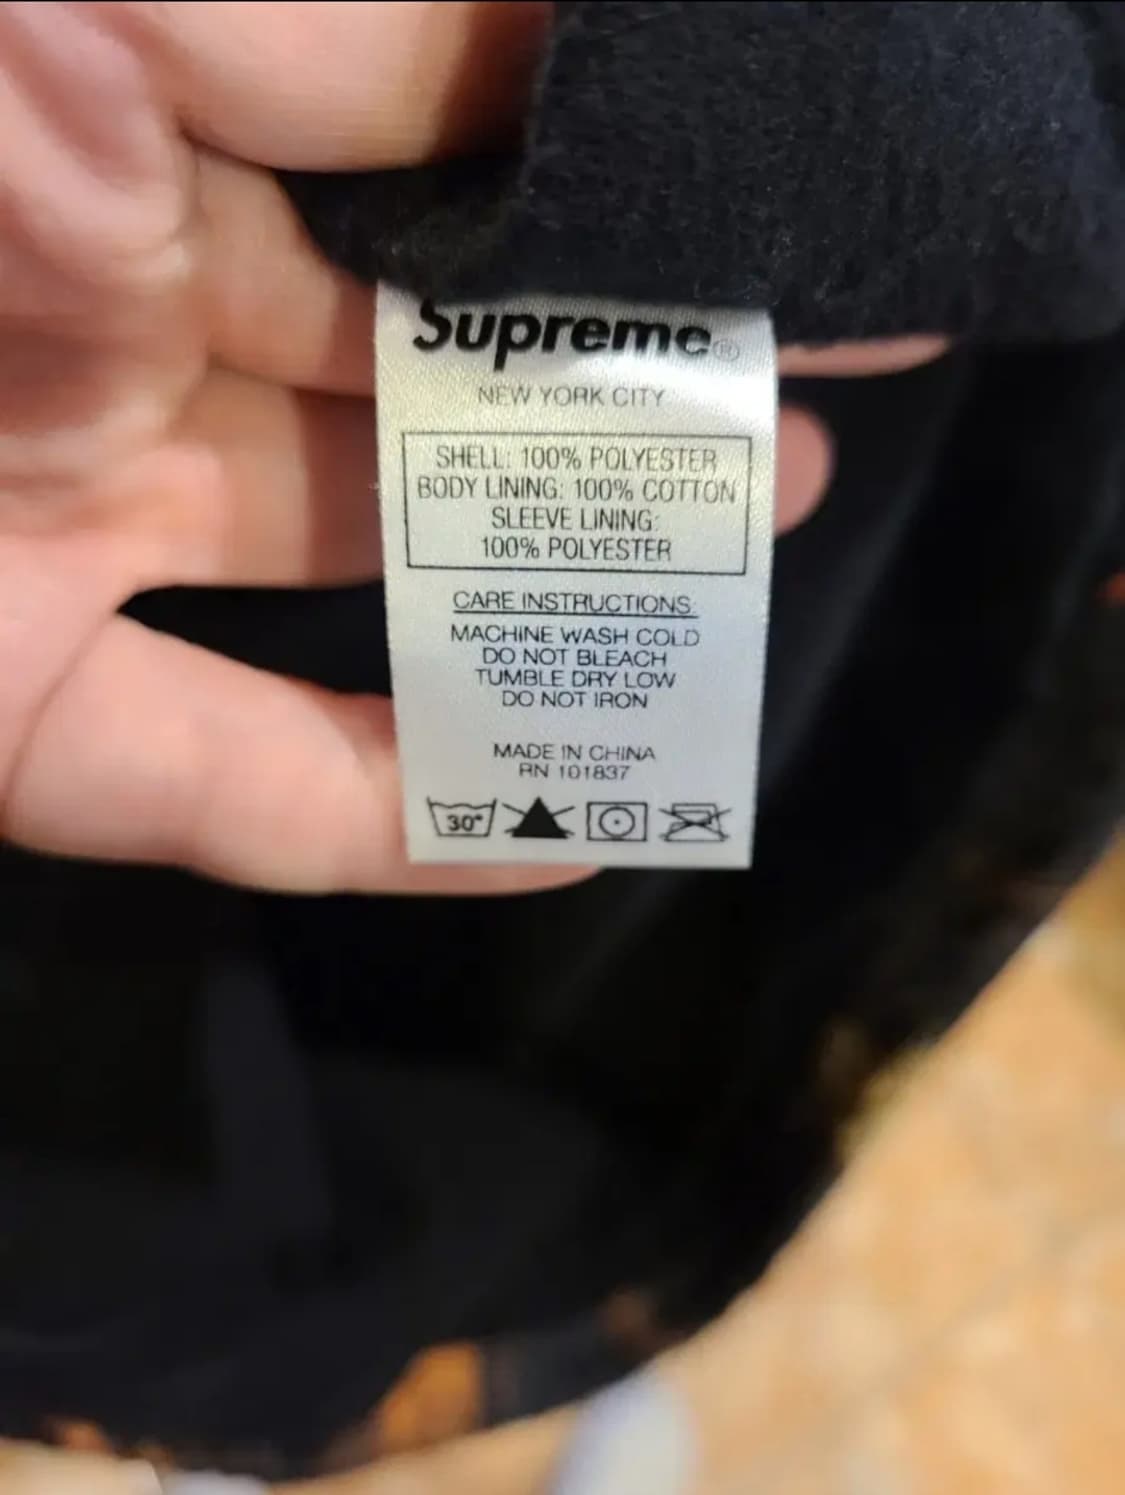 Supreme®
NEW YORK CITY
SHELL: 100% POLYESTER
BODY LINING: 100% COTTON
SLEEVE LINING:
100% POLYESTER
CARE INSTRUCTIONS:
MACHINE WASH COLD
DO NOT BLEACH
TUMBLE DRY LOW
DO NOT IRON
MADE IN CHINA
RN 101837
30°